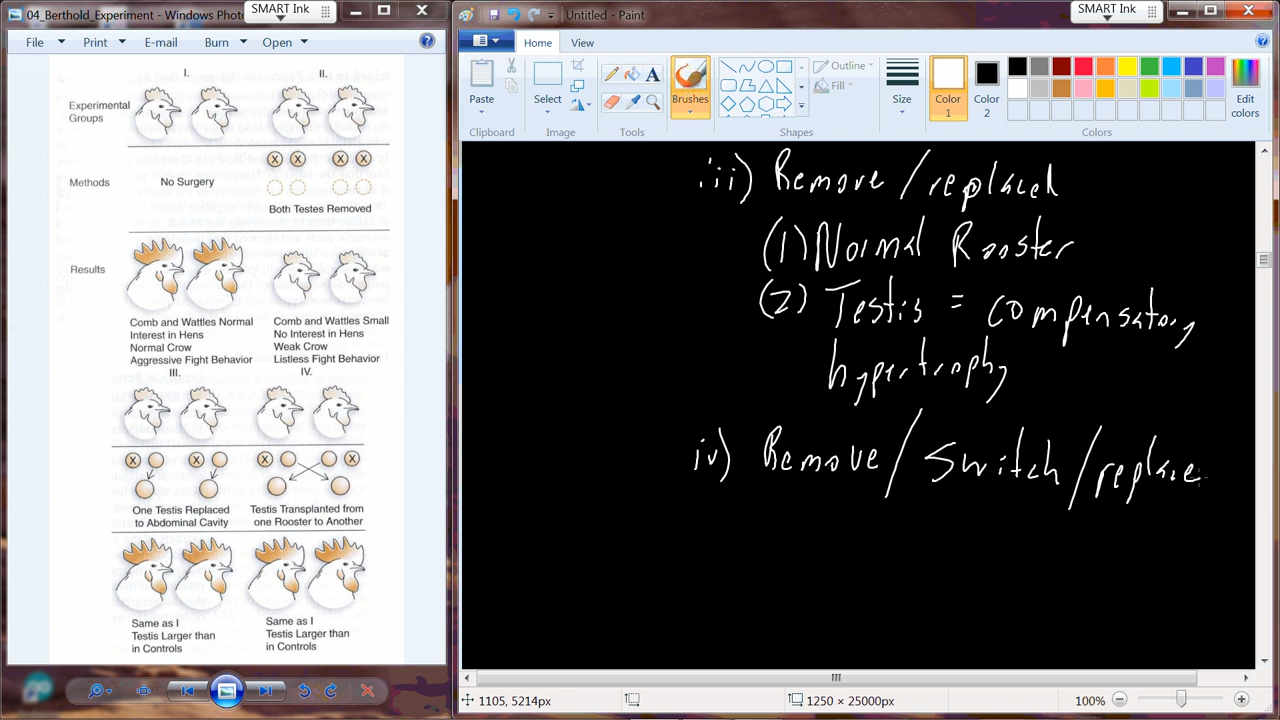 04_Berthold_Experiment - Windows Phot
SMART Ink
File Print E-mail Burn Open
I. II.
Experimental
Groups
Methods
No Surgery
X X X X
Both Testes Removed
Results
Comb and Wattles Normal
Interest in Hens
Normal Crow
Aggressive Fight Behavior
Comb and Wattles Small
No Interest in Hens
Weak Crow
Listless Fight Behavior
III. IV.
X X X X
One Testis Replaced
to Abdominal Cavity
Testis Transplanted from
one Rooster to Another
Same as I
Testis Larger than
in Controls
Same as I
Testis Larger than
in Controls
Untitled - Paint
SMART Ink
Home View
Paste
Clipboard
Select
Image
A
Tools
Brushes
Outline
Fill
Shapes
Size
Color
1
Color
2
Edit
colors
Colors
iii) Remove/replaced
(1) Normal Rooster
(2) Testis = compensatory
hypertrophy
iv) Remove/Switch/replace
1105, 5214px
1250 × 25000px
100%